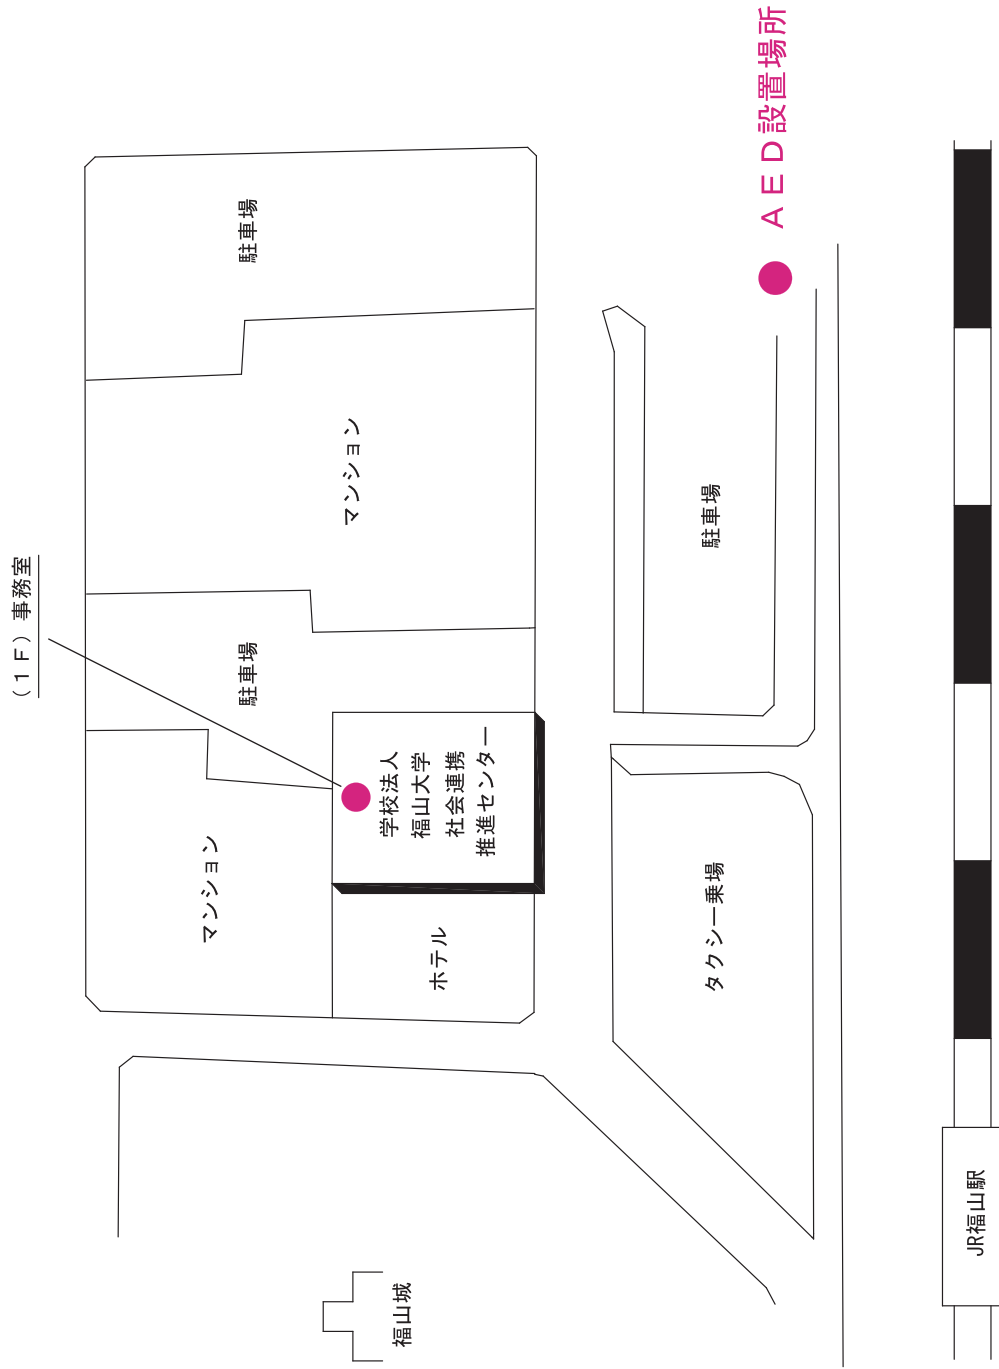 （１Ｆ）事務室
駐車場
マンション
駐車場
マンション
学校法人
福山大学
社会連携
推進センター
ホテル
駐車場
タクシー乗場
福山城
JR福山駅
ＡＥＤ設置場所